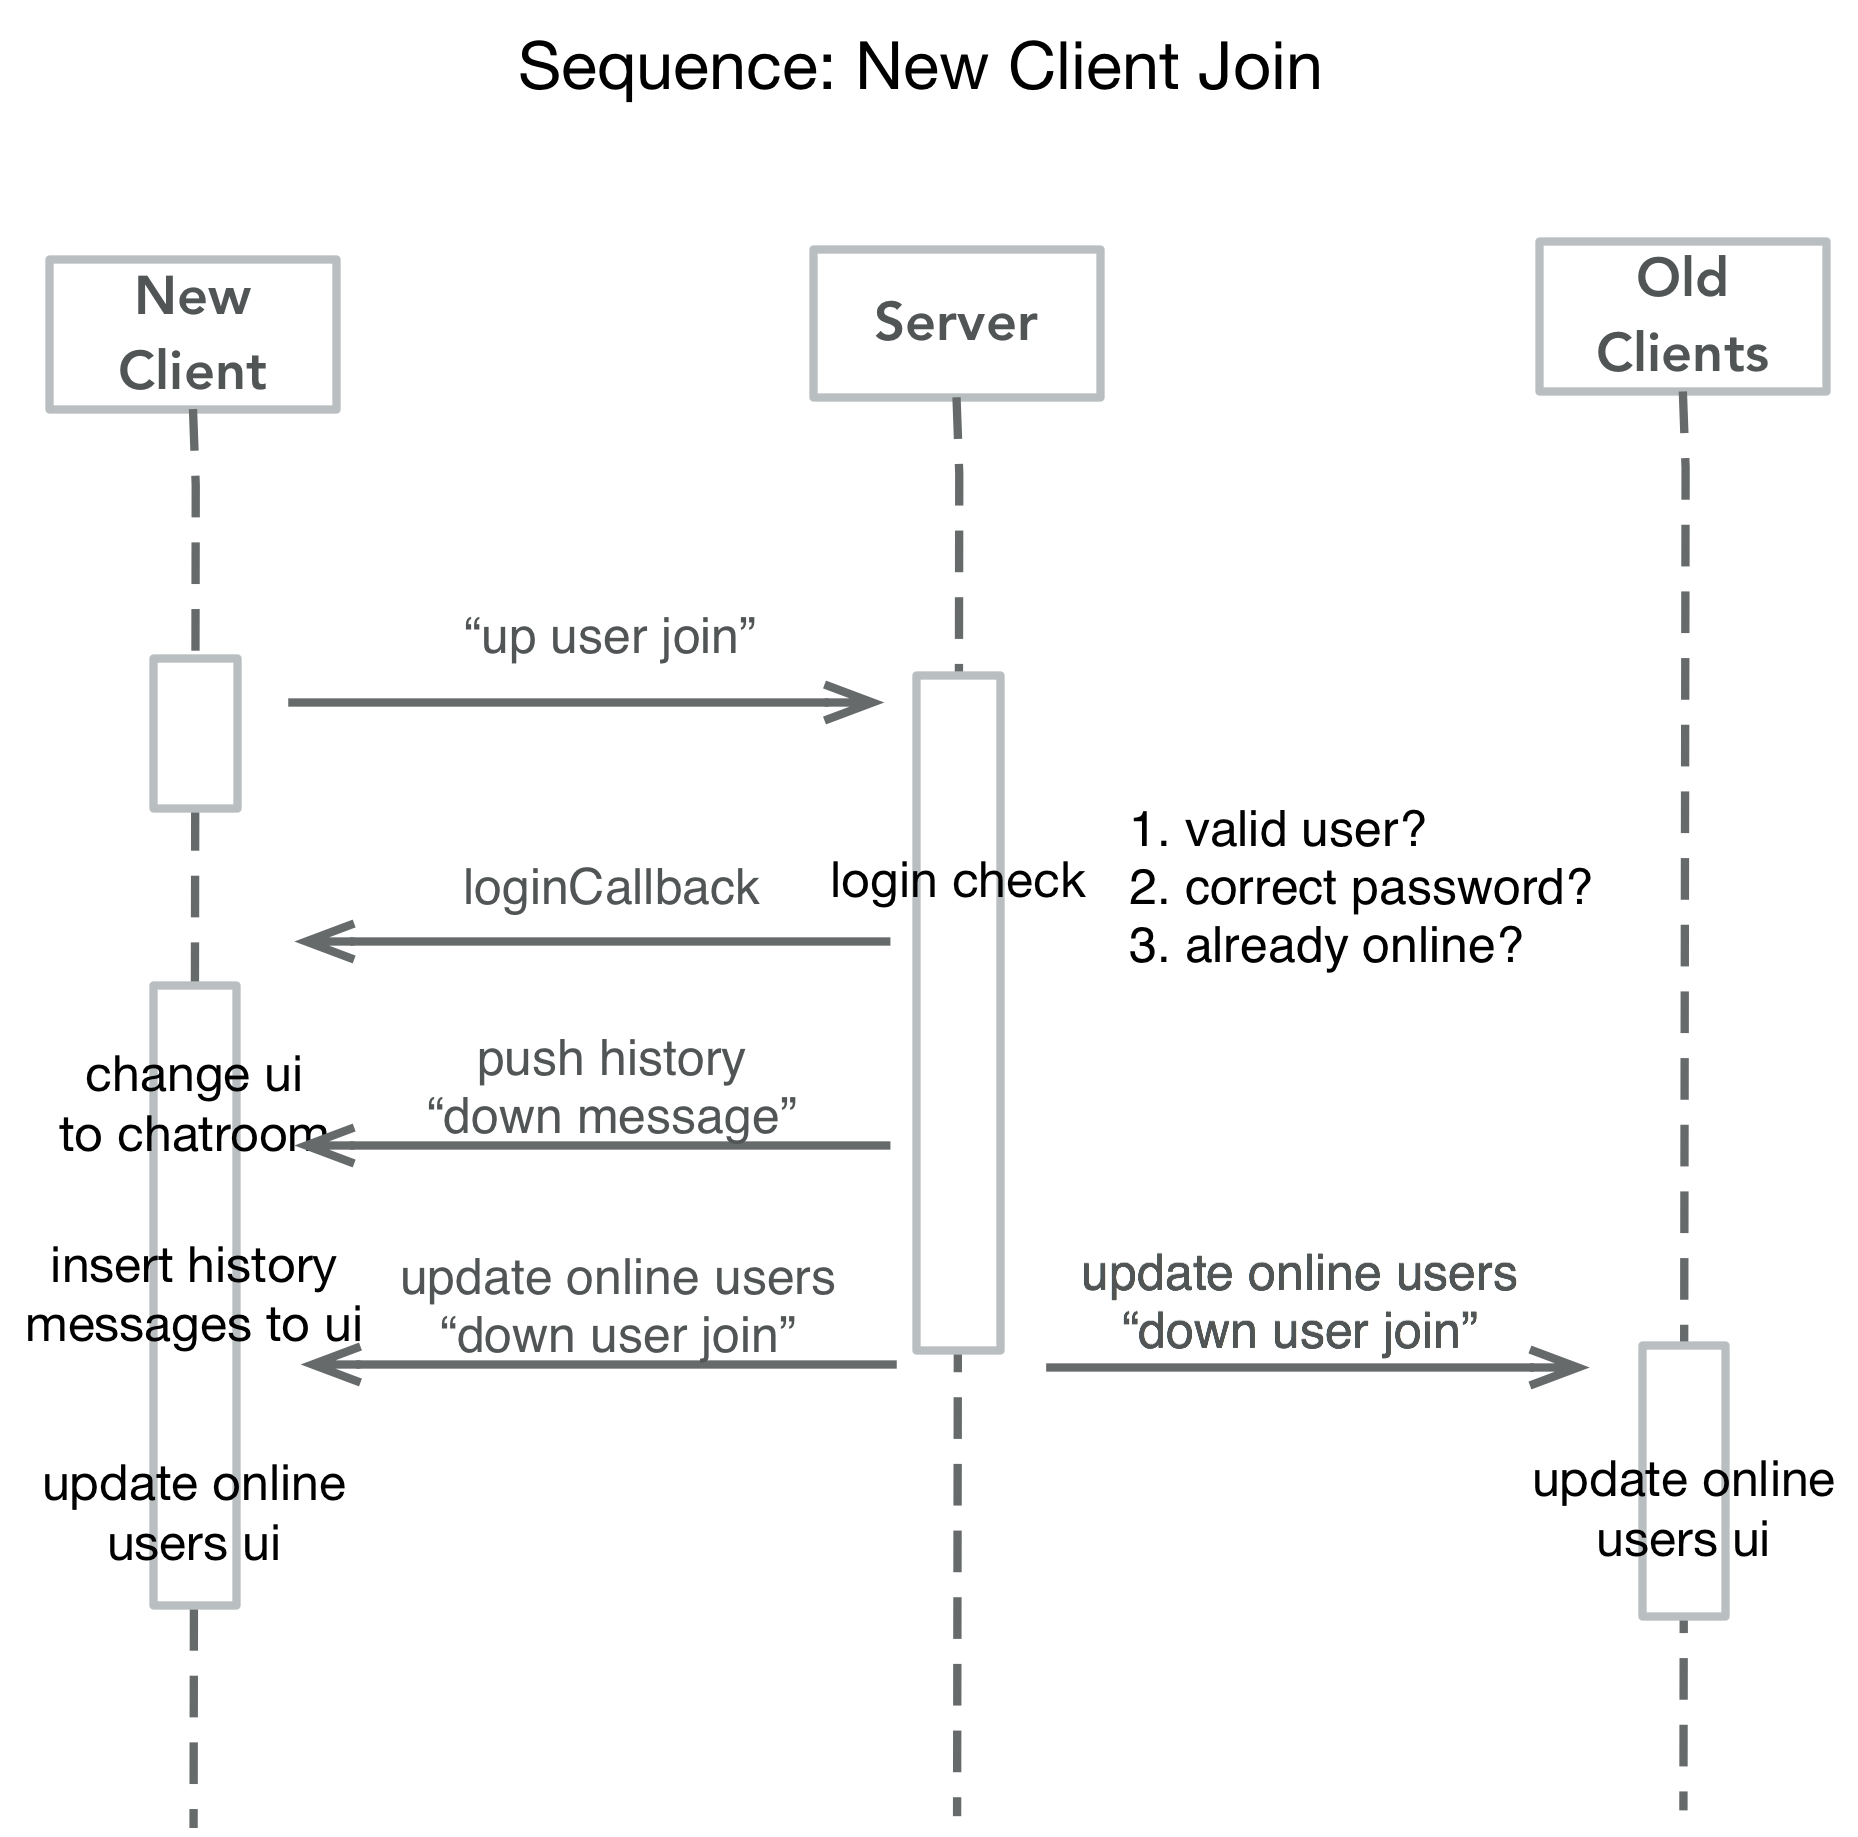 Sequence: New Client Join
New
Client
Server
Old
Clients
“up user join”
loginCallback
login check
1. valid user?
2. correct password?
3. already online?
change ui
to chatroom
push history
“down message”
insert history
messages to ui
update online users
“down user join”
update online users
“down user join”
update online
users ui
update online
users ui